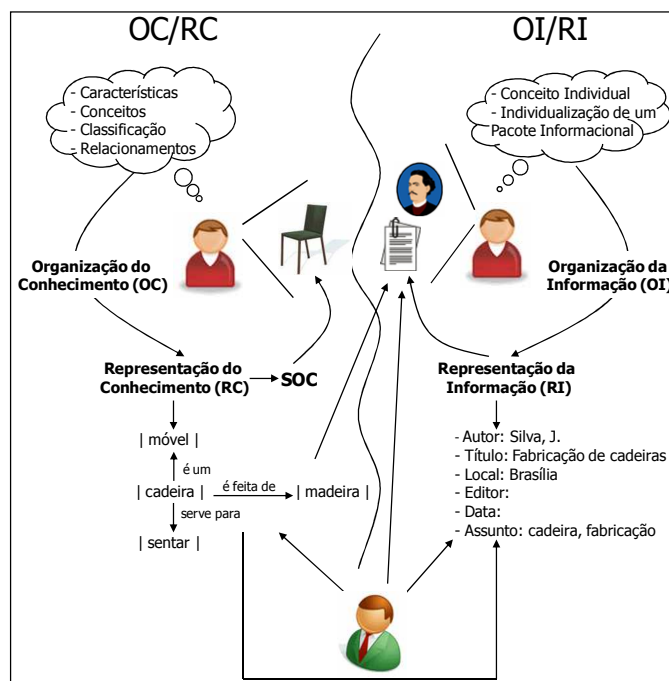 OC/RC
OI/RI
- Características
- Conceitos
- Classificação
- Relacionamentos
- Conceito Individual
- Individualização de um
Pacote Informacional
Organização do
Conhecimento (OC)
Organização da
Informação (OI)
Representação do
Conhecimento (RC)
SOC
Representação da
Informação (RI)
| móvel |
é um
| cadeira |
é feita de
| madeira |
serve para
| sentar |
- Autor: Silva, J.
- Título: Fabricação de cadeiras
- Local: Brasília
- Editor:
- Data:
- Assunto: cadeira, fabricação